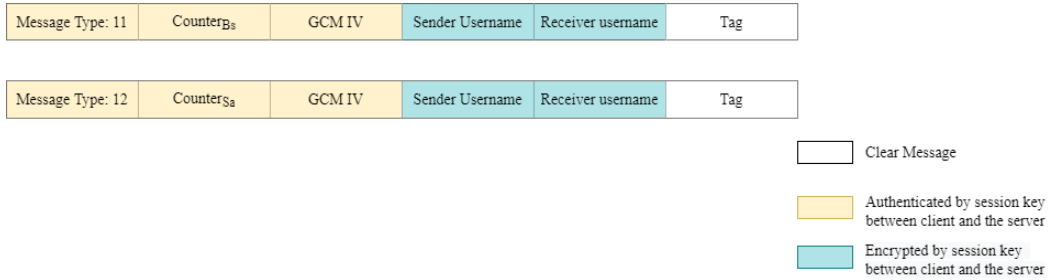 Message Type: 11 CounterBs GCM IV Sender Username Receiver username Tag
Message Type: 12 CounterSa GCM IV Sender Username Receiver username Tag
Clear Message
Authenticated by session key
between client and the server
Encrypted by session key
between client and the server